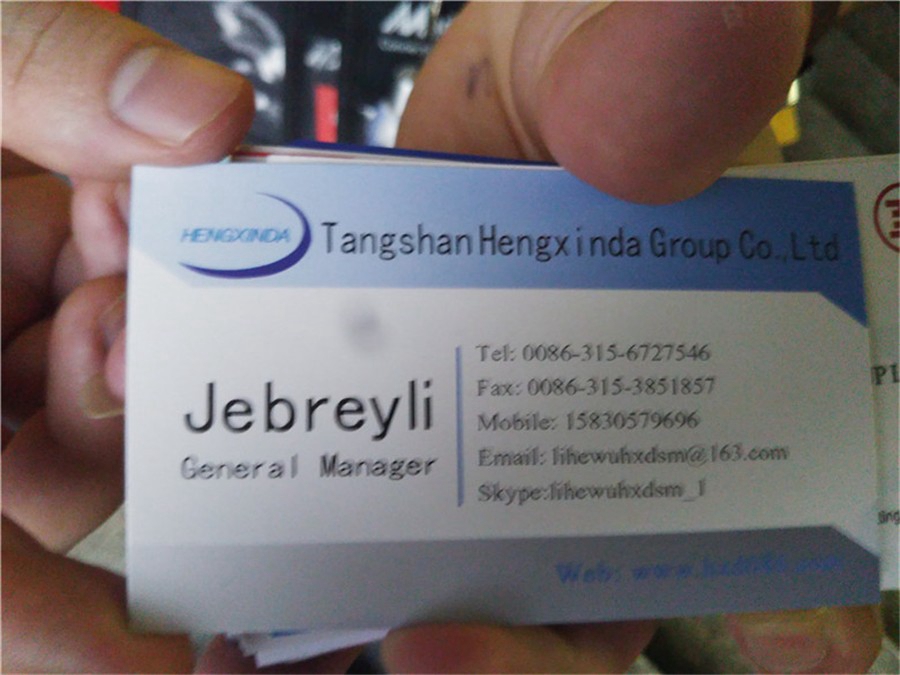 HENGXINDA
Tangshan Hengxinda Group Co.,Ltd
Jebreyli
General Manager
Tel: 0086-315-6727546
Fax: 0086-315-3851857
Mobile: 15830579696
Email: lihewuhxdsm@163.com
Skype:lihewuhxdsm_1
Web: